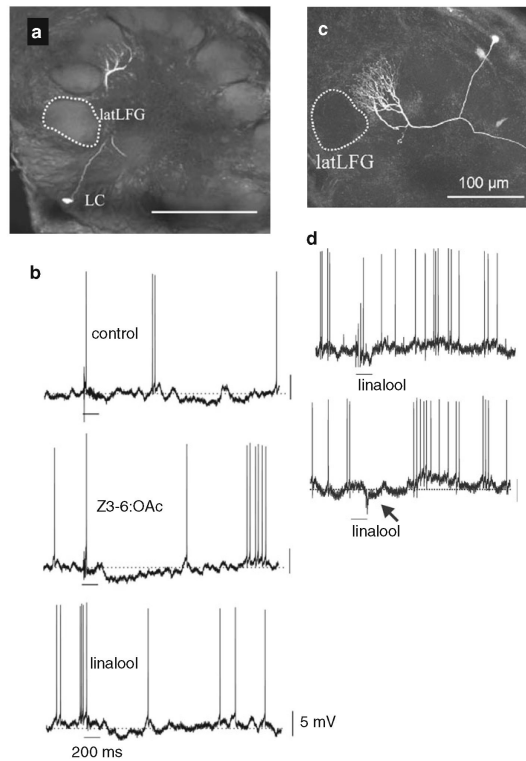 a
latLFG
LC
c
latLFG
100 µm
b
control
Z3-6:OAc
linalool
200 ms
5 mV
d
linalool
linalool